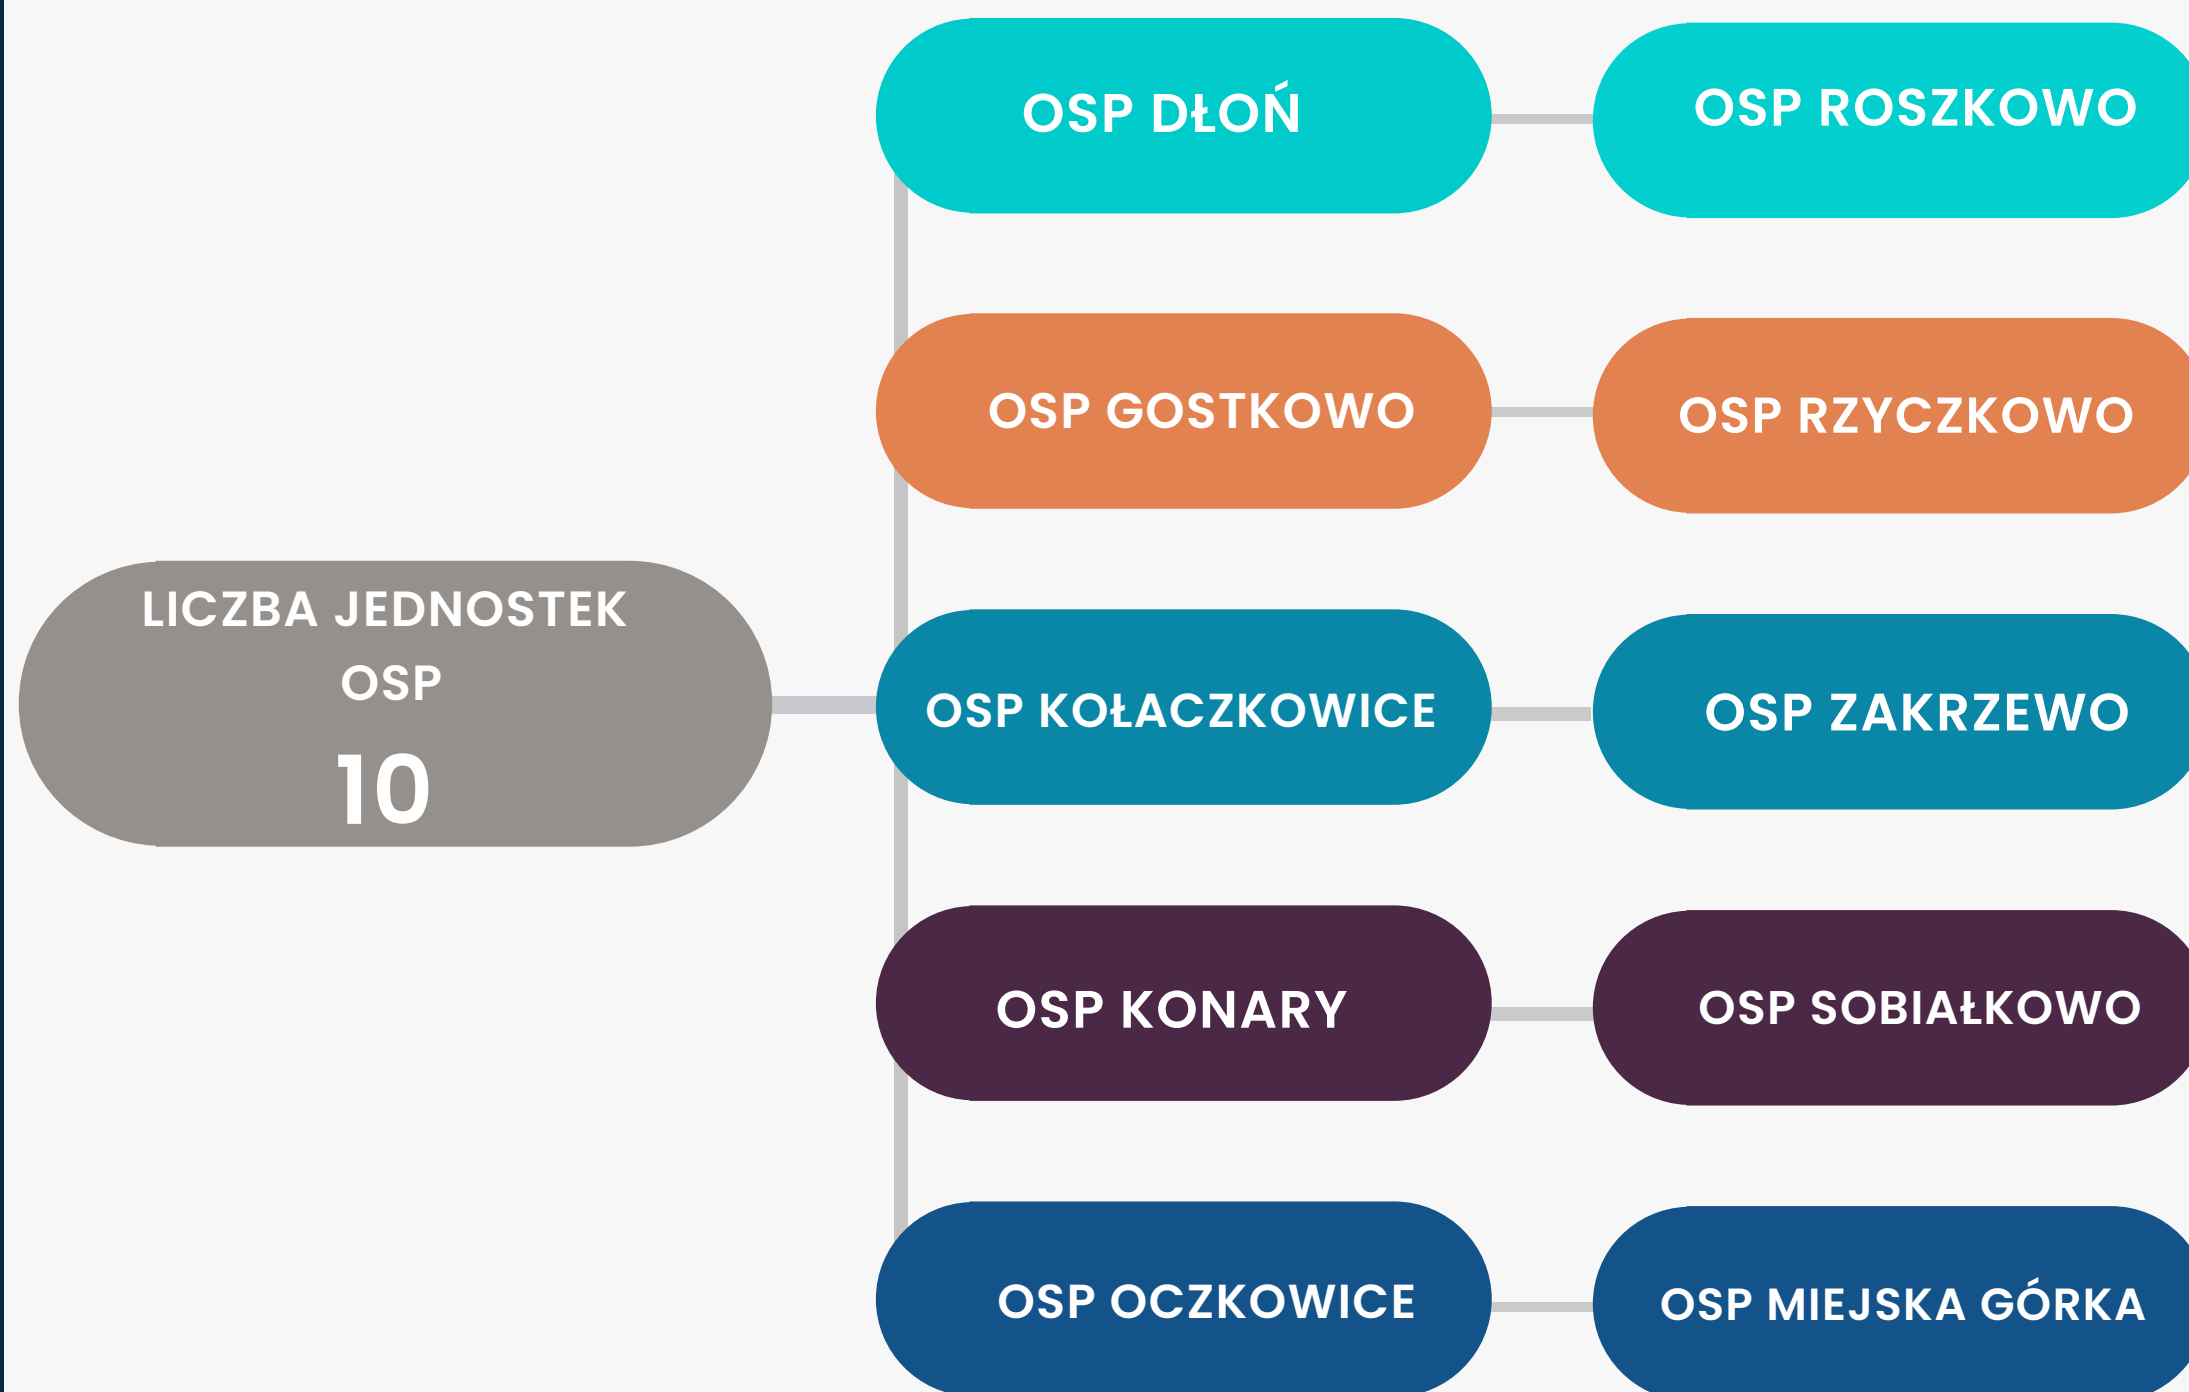 LICZBA JEDNOSTEK
OSP
10
OSP DŁOŃ
OSP ROSZKOWO
OSP GOSTKOWO
OSP RZYCZKOWO
OSP KOŁACZKOWICE
OSP ZAKRZEWO
OSP KONARY
OSP SOBIAŁKOWO
OSP OCZKOWICE
OSP MIEJSKA GÓRKA